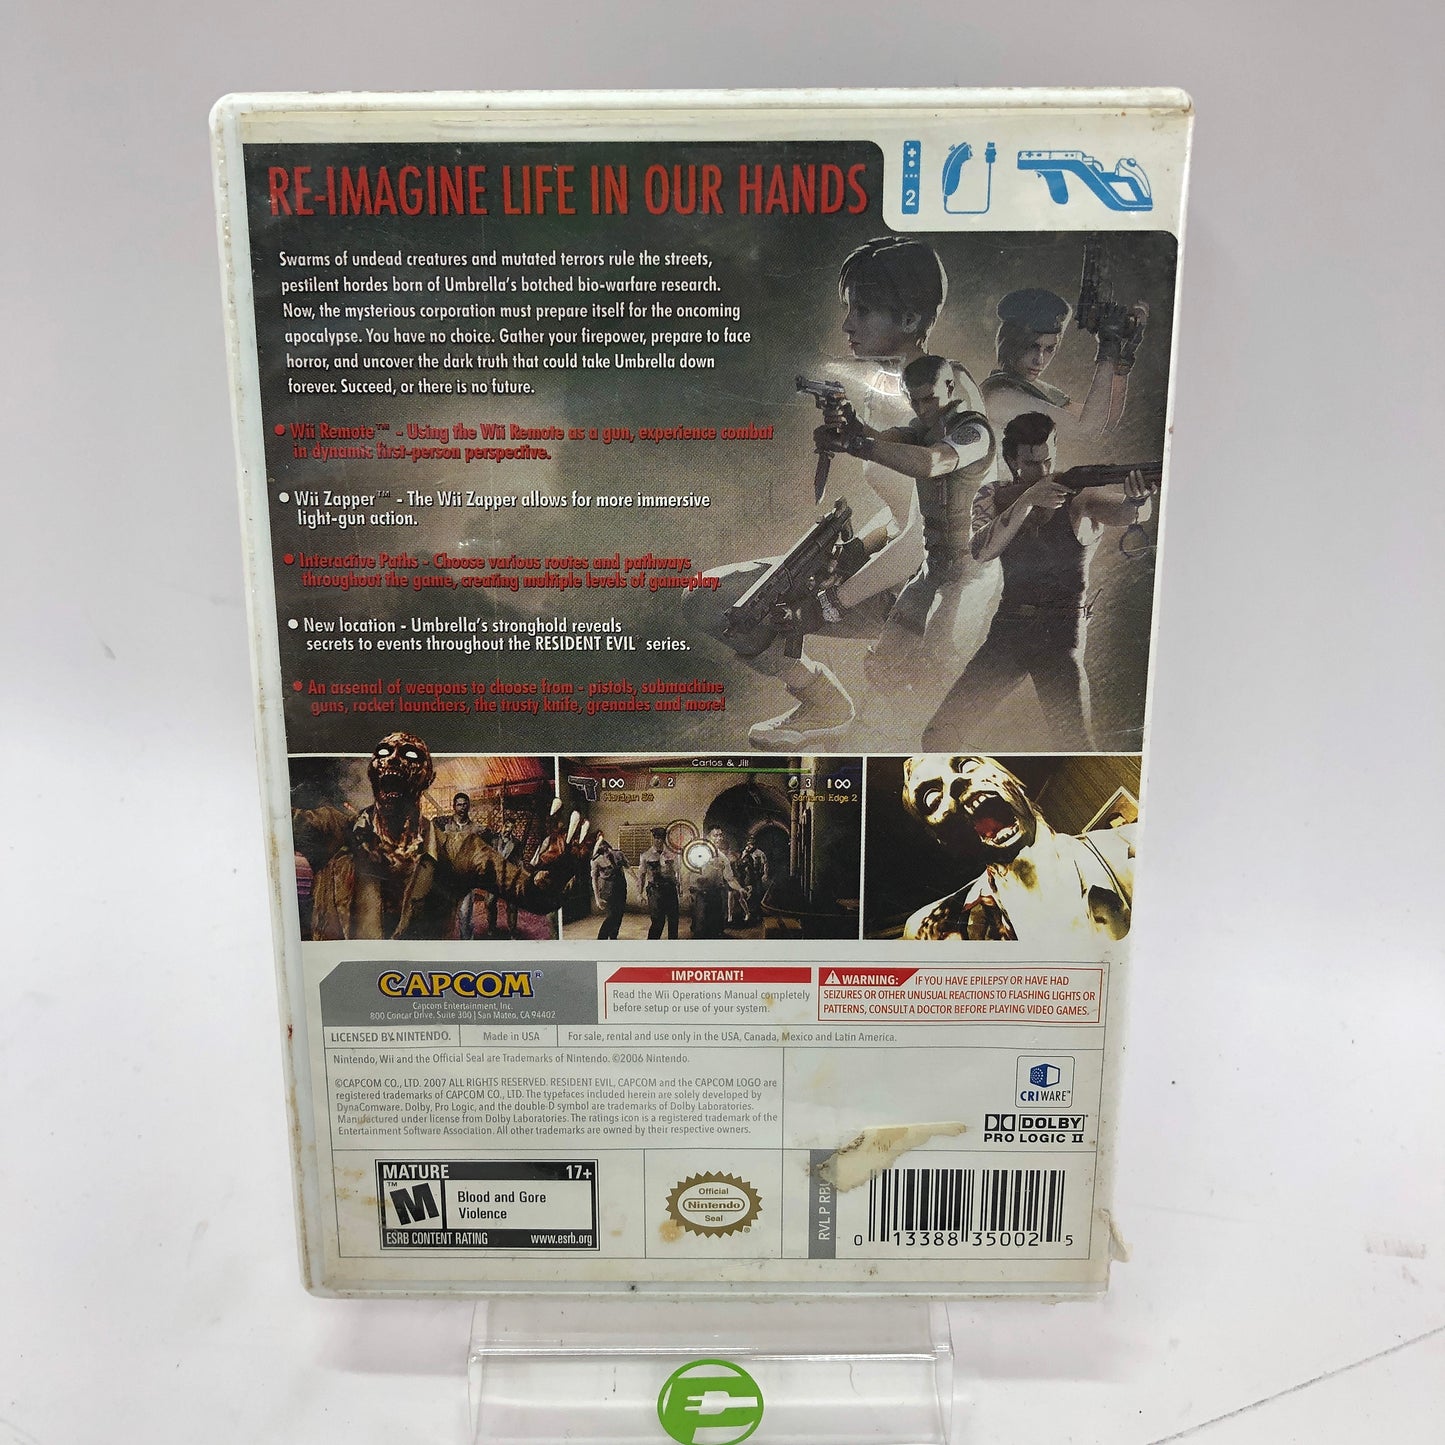 RE-IMAGINE LIFE IN OUR HANDS
2
Swarms of undead creatures and mutated terrors rule the streets,
pestilent hordes born of Umbrella's botched bio-warfare research.
Now, the mysterious corporation must prepare itself for the oncoming
apocalypse. You have no choice. Gather your firepower, prepare to face
horror, and uncover the dark truth that could take Umbrella down
forever. Succeed, or there is no future.
• Wii Remote™ - Using the Wii Remote as a gun, experience combat
in dynamic first-person perspective.
• Wii Zapper™ - The Wii Zapper allows for more immersive
light-gun action.
• Interactive Paths - Choose various routes and pathways
throughout the game, creating multiple levels of gameplay.
• New location - Umbrella's stronghold reveals
secrets to events throughout the RESIDENT EVIL series.
• An arsenal of weapons to choose from - pistols, submachine
guns, rocket launchers, the trusty knife, grenades and more!
Carlos & Jill
100 2 3 100
Handgun Samurai Edge 2
CAPCOM®
Capcom Entertainment, Inc.
800 Concar Drive, Suite 300 | San Mateo, CA 94402
IMPORTANT!
Read the Wii Operations Manual completely
before setup or use of your system.
WARNING: IF YOU HAVE EPILEPSY OR HAVE HAD
SEIZURES OR OTHER UNUSUAL REACTIONS TO FLASHING LIGHTS OR
PATTERNS, CONSULT A DOCTOR BEFORE PLAYING VIDEO GAMES.
LICENSED BY NINTENDO. Made in USA For sale, rental and use only in the USA, Canada, Mexico and Latin America.
Nintendo, Wii and the Official Seal are Trademarks of Nintendo. ©2006 Nintendo.
©CAPCOM CO., LTD. 2007 ALL RIGHTS RESERVED. RESIDENT EVIL, CAPCOM and the CAPCOM LOGO are
registered trademarks of CAPCOM CO., LTD. The typefaces included herein are solely developed by
DynaComware. Dolby, Pro Logic, and the double-D symbol are trademarks of Dolby Laboratories.
Manufactured under license from Dolby Laboratories. The ratings icon is a registered trademark of the
Entertainment Software Association. All other trademarks are owned by their respective owners.
CRIWARE™
DOLBY
PRO LOGIC II
MATURE 17+
M™
Blood and Gore
Violence
ESRB CONTENT RATING www.esrb.org
Official
Nintendo
Seal
RVL P
0 13388 35002 5